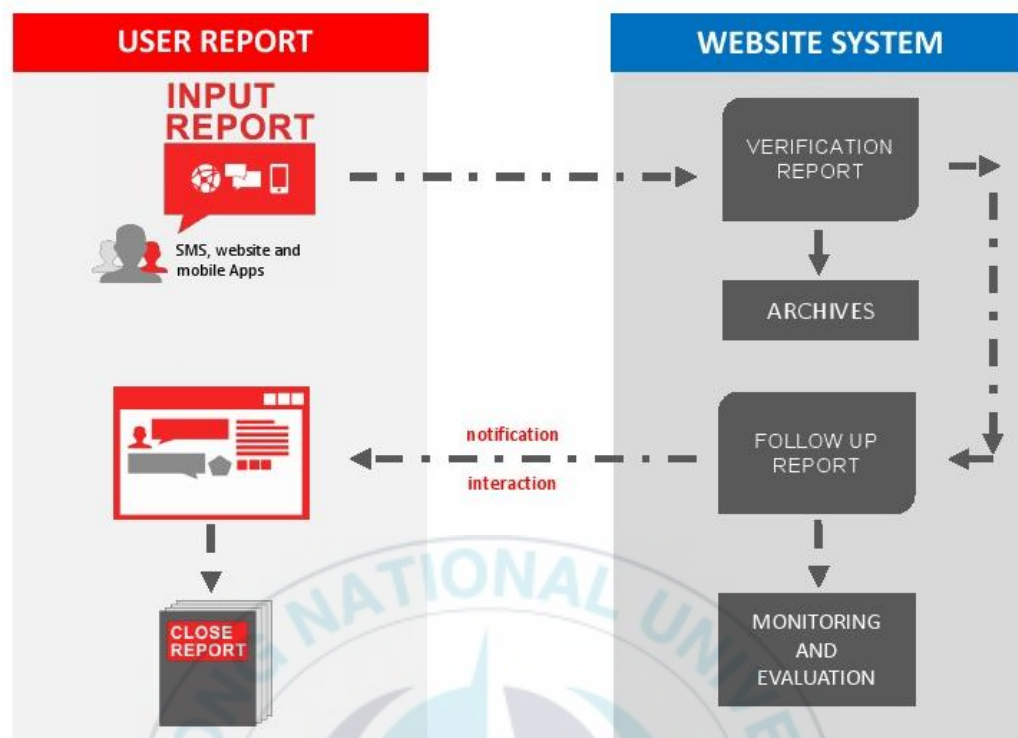 USER REPORT
WEBSITE SYSTEM
INPUT
REPORT
SMS, website and
mobile Apps
VERIFICATION
REPORT
ARCHIVES
notification
interaction
FOLLOW UP
REPORT
CLOSE
REPORT
MONITORING
AND
EVALUATION
NATIONAL